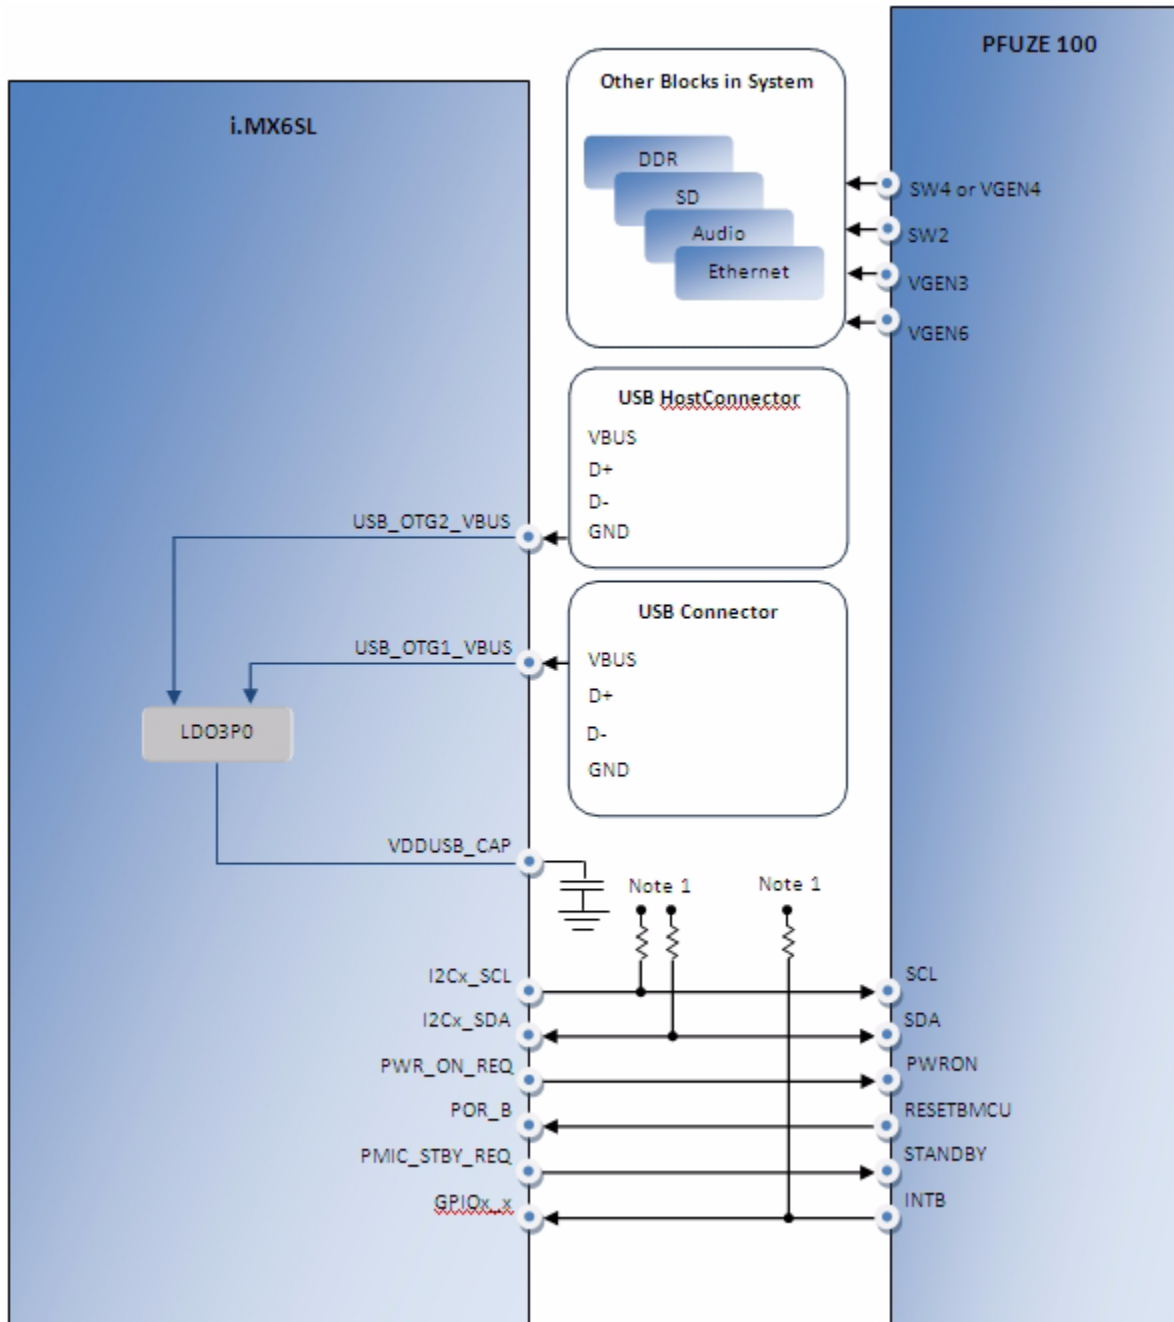 PFUZE 100
i.MX6SL
Other Blocks in System
DDR
SD
Audio
Ethernet
SW4 or VGEN4
SW2
VGEN3
VGEN6
USB HostConnector
VBUS
D+
D-
GND
USB_OTG2_VBUS
USB Connector
VBUS
D+
D-
GND
USB_OTG1_VBUS
LDO3P0
VDDUSB_CAP
Note 1
Note 1
I2Cx_SCL
SCL
I2Cx_SDA
SDA
PWR_ON_REQ
PWRON
POR_B
RESETBMCU
PMIC_STBY_REQ
STANDBY
GPIOx_x
INTB